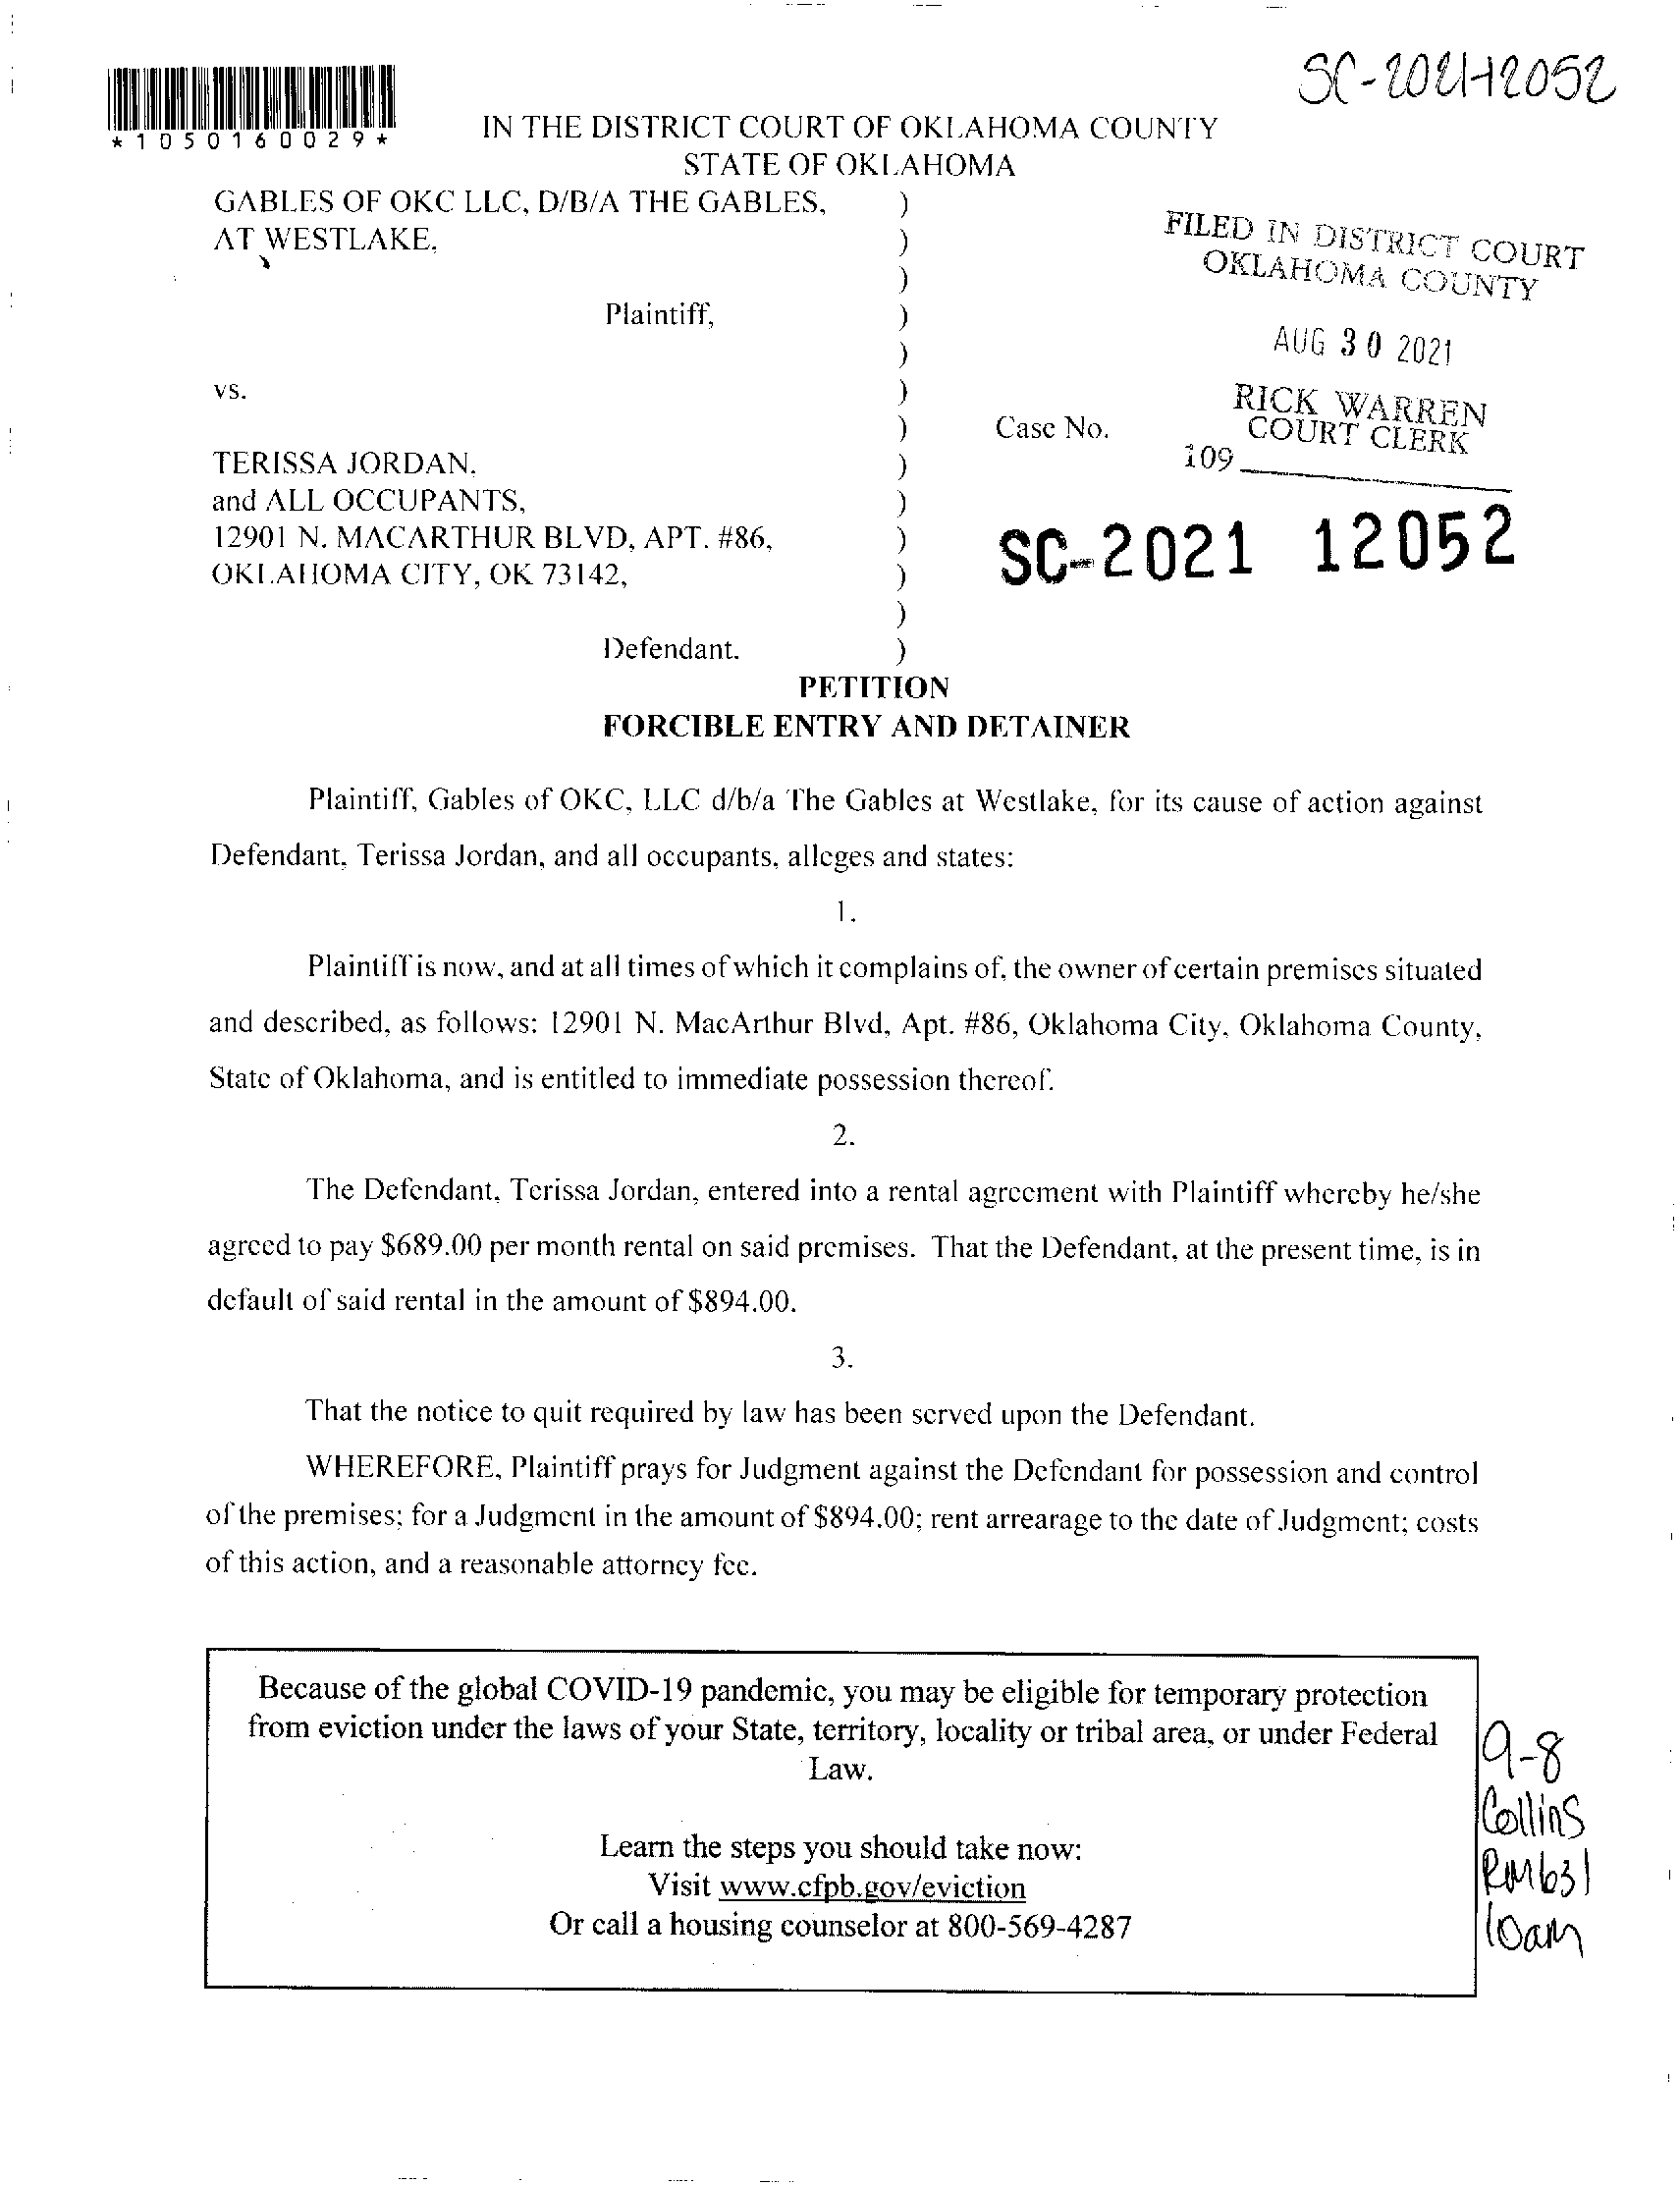 SC-2021-12052
*1050160029*
IN THE DISTRICT COURT OF OKLAHOMA COUNTY
STATE OF OKLAHOMA
GABLES OF OKC LLC, D/B/A THE GABLES, )
AT WESTLAKE, )
)
Plaintiff, )
)
vs. )
)
TERISSA JORDAN, )
and ALL OCCUPANTS, )
12901 N. MACARTHUR BLVD, APT. #86, )
OKLAHOMA CITY, OK 73142, )
)
Defendant. )
FILED IN DISTRICT COURT
OKLAHOMA COUNTY
AUG 30 2021
RICK WARREN
COURT CLERK
Case No.
109
SC-2021 12052
PETITION
FORCIBLE ENTRY AND DETAINER
Plaintiff, Gables of OKC, LLC d/b/a The Gables at Westlake, for its cause of action against
Defendant, Terissa Jordan, and all occupants, alleges and states:
1.
Plaintiff is now, and at all times of which it complains of, the owner of certain premises situated
and described, as follows: 12901 N. MacArthur Blvd, Apt. #86, Oklahoma City, Oklahoma County,
State of Oklahoma, and is entitled to immediate possession thereof.
2.
The Defendant, Terissa Jordan, entered into a rental agreement with Plaintiff whereby he/she
agreed to pay $689.00 per month rental on said premises. That the Defendant, at the present time, is in
default of said rental in the amount of $894.00.
3.
That the notice to quit required by law has been served upon the Defendant.
WHEREFORE, Plaintiff prays for Judgment against the Defendant for possession and control
of the premises; for a Judgment in the amount of $894.00; rent arrearage to the date of Judgment; costs
of this action, and a reasonable attorney fee.
Because of the global COVID-19 pandemic, you may be eligible for temporary protection
from eviction under the laws of your State, territory, locality or tribal area, or under Federal
Law.
Learn the steps you should take now:
Visit www.cfpb.gov/eviction
Or call a housing counselor at 800-569-4287
9-8
Collins
RM631
10am